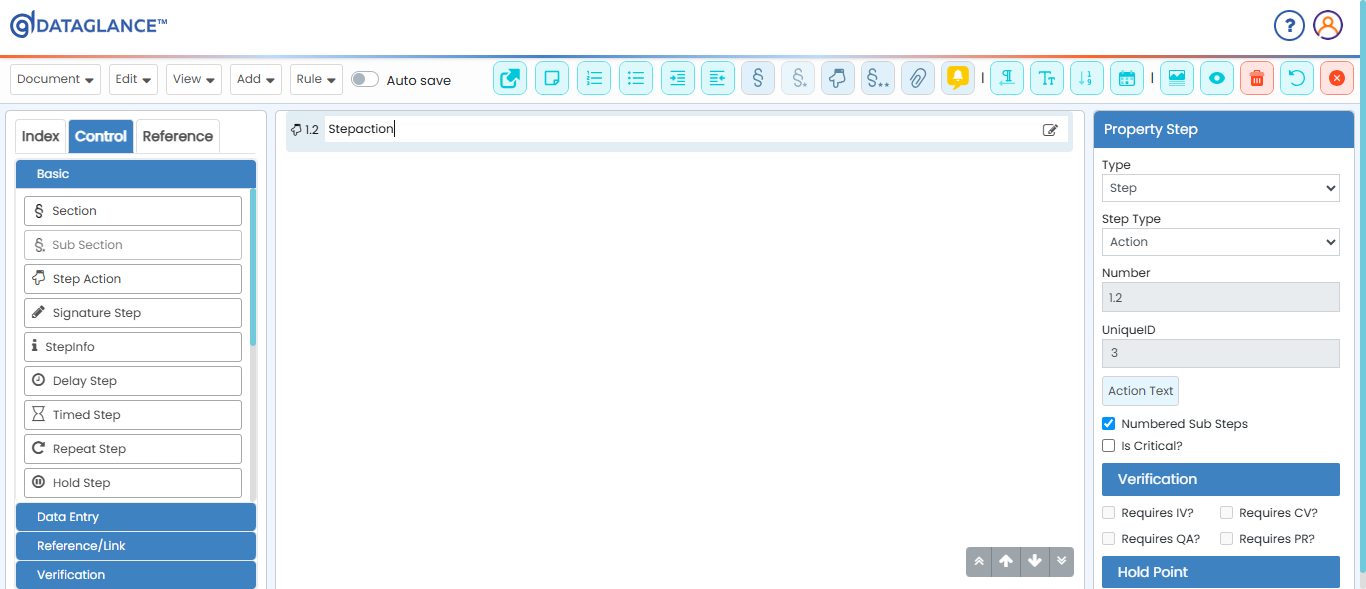 DATAGLANCE™
?
Document Edit View Add Rule Auto save
Index Control Reference
Basic
Section
Sub Section
Step Action
Signature Step
StepInfo
Delay Step
Timed Step
Repeat Step
Hold Step
Data Entry
Reference/Link
Verification
1.2 Stepaction
Property Step
Type
Step
Step Type
Action
Number
1.2
UniqueID
3
Action Text
Numbered Sub Steps
Is Critical?
Verification
Requires IV? Requires CV?
Requires QA? Requires PR?
Hold Point